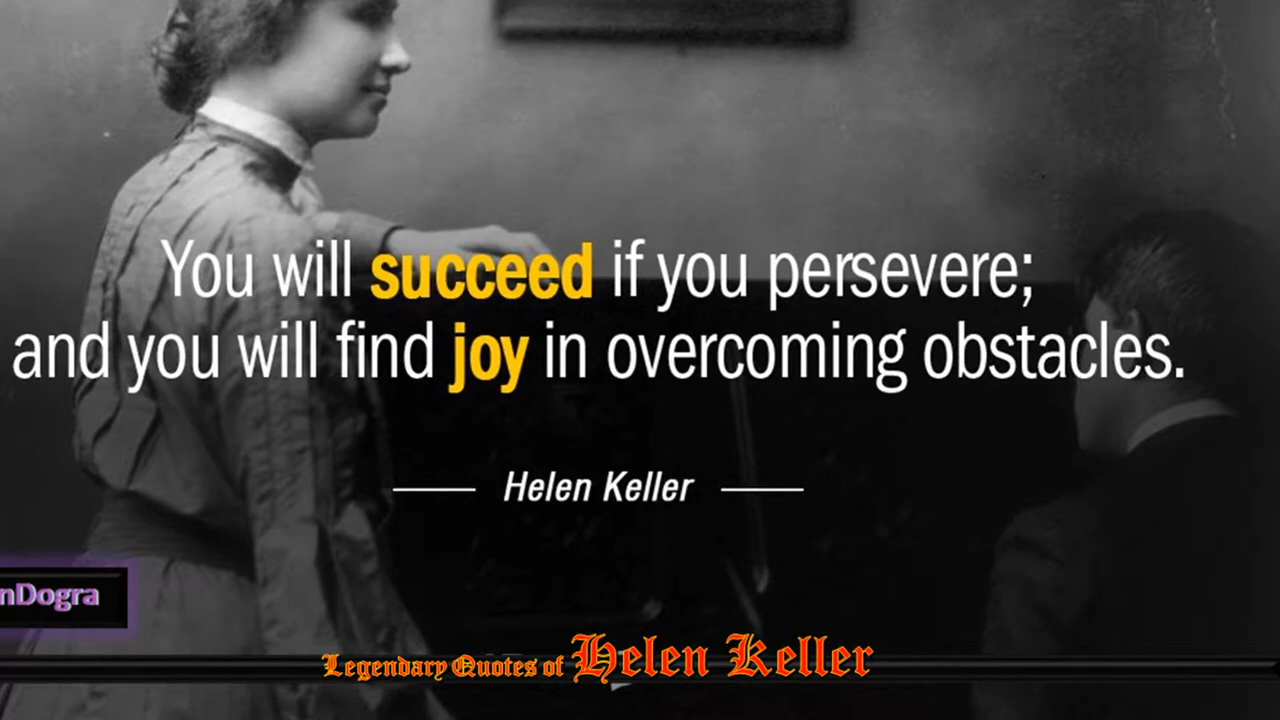 You will succeed if you persevere;
and you will find joy in overcoming obstacles.
Helen Keller
nDogra
Legendary Quotes of Helen Keller